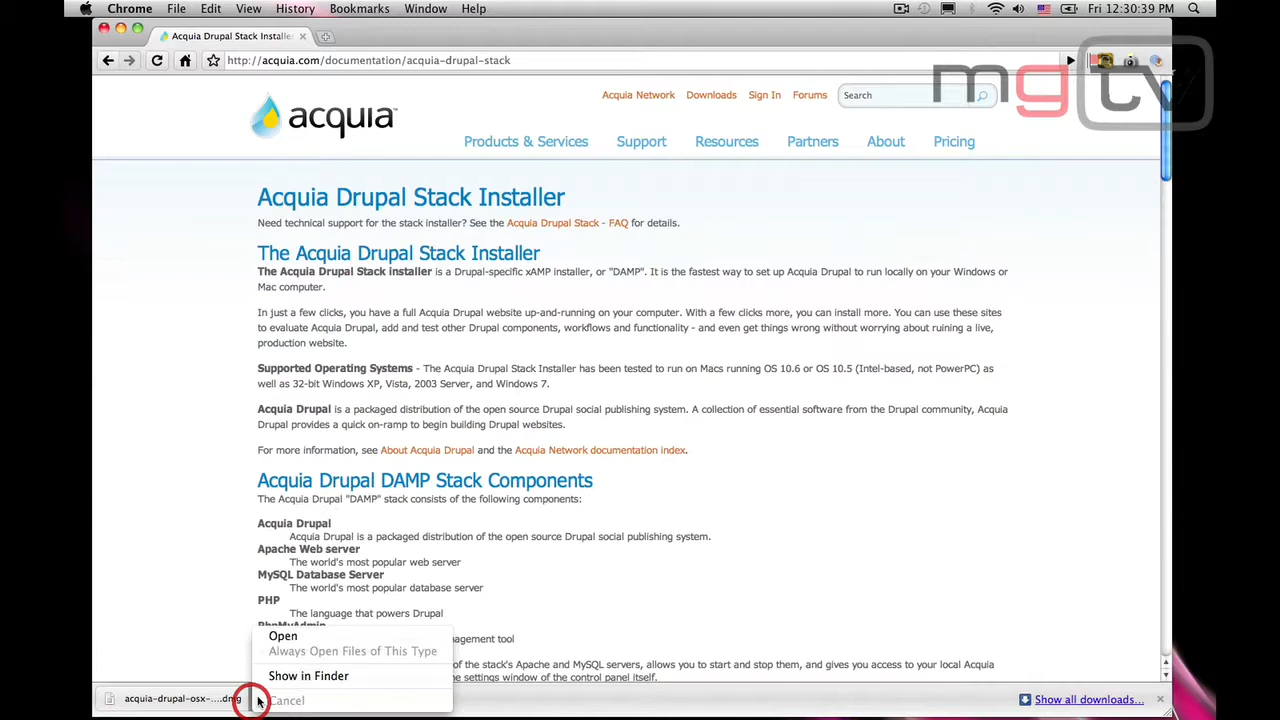 Chrome File Edit View History Bookmarks Window Help Fri 12:30:39 PM
Acquia Drupal Stack Installe
http://acquia.com/documentation/acquia-drupal-stack
mgtv
Acquia Network Downloads Sign In Forums Search
acquia™
Products & Services Support Resources Partners About Pricing
Acquia Drupal Stack Installer
Need technical support for the stack installer? See the Acquia Drupal Stack - FAQ for details.
The Acquia Drupal Stack Installer
The Acquia Drupal Stack installer is a Drupal-specific xAMP installer, or "DAMP". It is the fastest way to set up Acquia Drupal to run locally on your Windows or
Mac computer.
In just a few clicks, you have a full Acquia Drupal website up-and-running on your computer. With a few clicks more, you can install more. You can use these sites
to evaluate Acquia Drupal, add and test other Drupal components, workflows and functionality - and even get things wrong without worrying about ruining a live,
production website.
Supported Operating Systems - The Acquia Drupal Stack Installer has been tested to run on Macs running OS 10.6 or OS 10.5 (Intel-based, not PowerPC) as
well as 32-bit Windows XP, Vista, 2003 Server, and Windows 7.
Acquia Drupal is a packaged distribution of the open source Drupal social publishing system. A collection of essential software from the Drupal community, Acquia
Drupal provides a quick on-ramp to begin building Drupal websites.
For more information, see About Acquia Drupal and the Acquia Network documentation index.
Acquia Drupal DAMP Stack Components
The Acquia Drupal "DAMP" stack consists of the following components:
Acquia Drupal
Acquia Drupal is a packaged distribution of the open source Drupal social publishing system.
Apache Web server
The world's most popular web server
MySQL Database Server
The world's most popular database server
PHP
The language that powers Drupal
PhpMyAdmin
agement tool
of the stack's Apache and MySQL servers, allows you to start and stop them, and gives you access to your local Acquia
he settings window of the control panel itself.
Open
Always Open Files of This Type
Show in Finder
Cancel
acquia-drupal-osx-....dmg
Show all downloads...